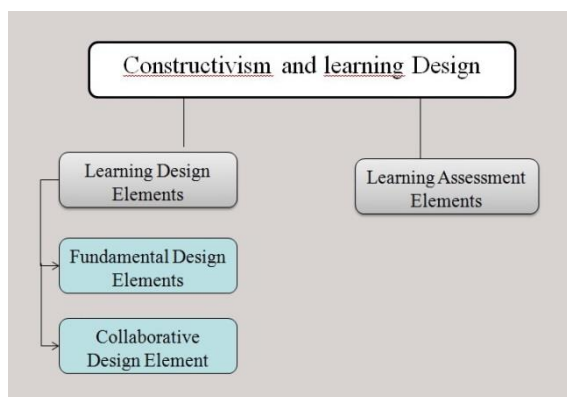 Constructivism and learning Design
Learning Design
Elements
Learning Assessment
Elements
Fundamental Design
Elements
Collaborative
Design Element